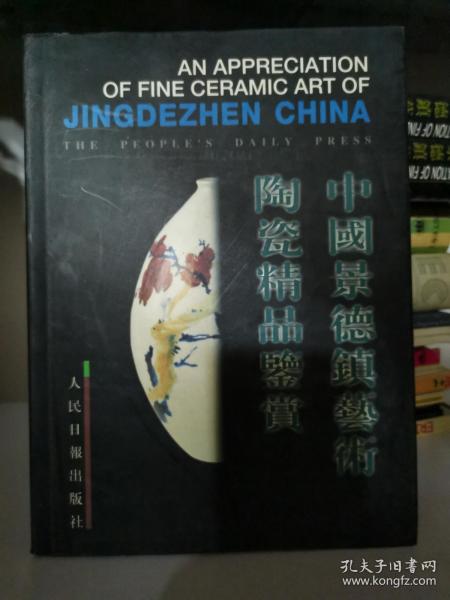 AN APPRECIATION
OF FINE CERAMIC ART OF
JINGDEZHEN CHINA
THE PEOPLE'S DAILY PRESS
中國景德鎮藝術
陶瓷精品鑒賞
人民日報出版社
孔夫子旧书网
www.kongfz.com